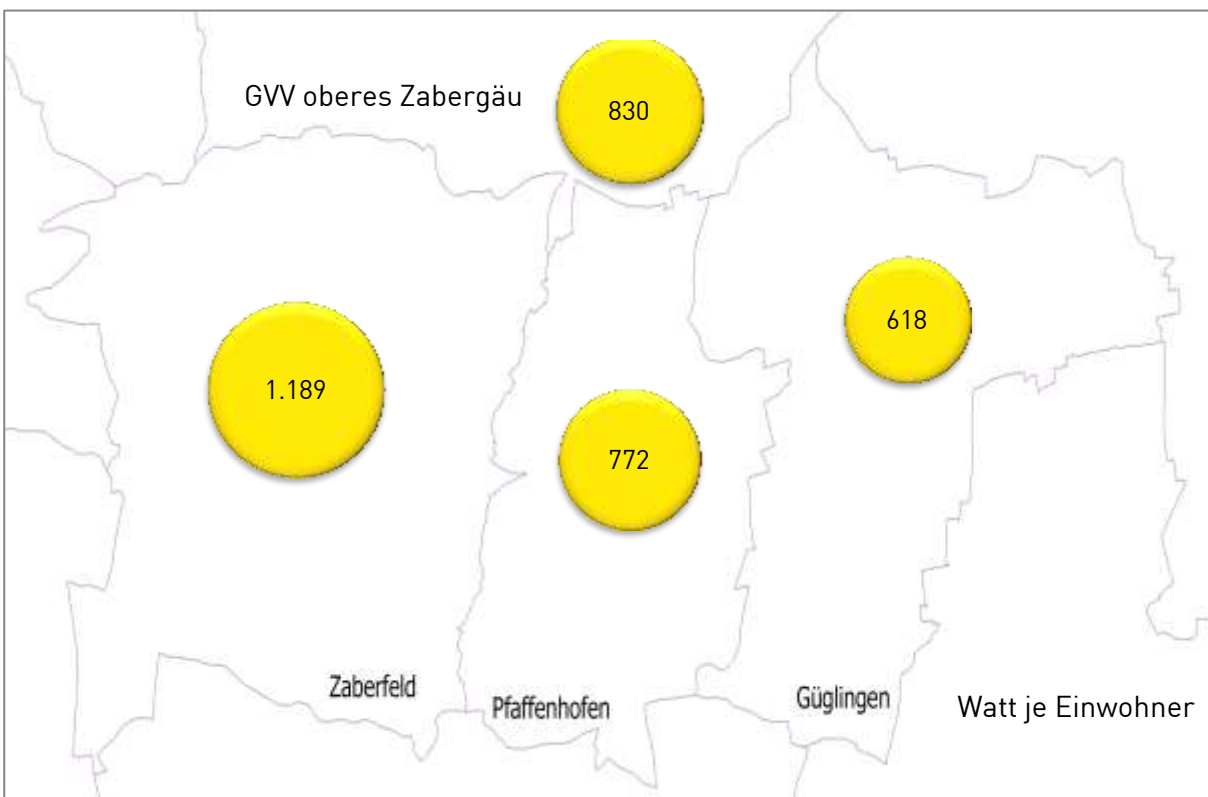 GVV oberes Zabergäu
830
618
1.189
772
Zaberfeld
Pfaffenhofen
Güglingen
Watt je Einwohner